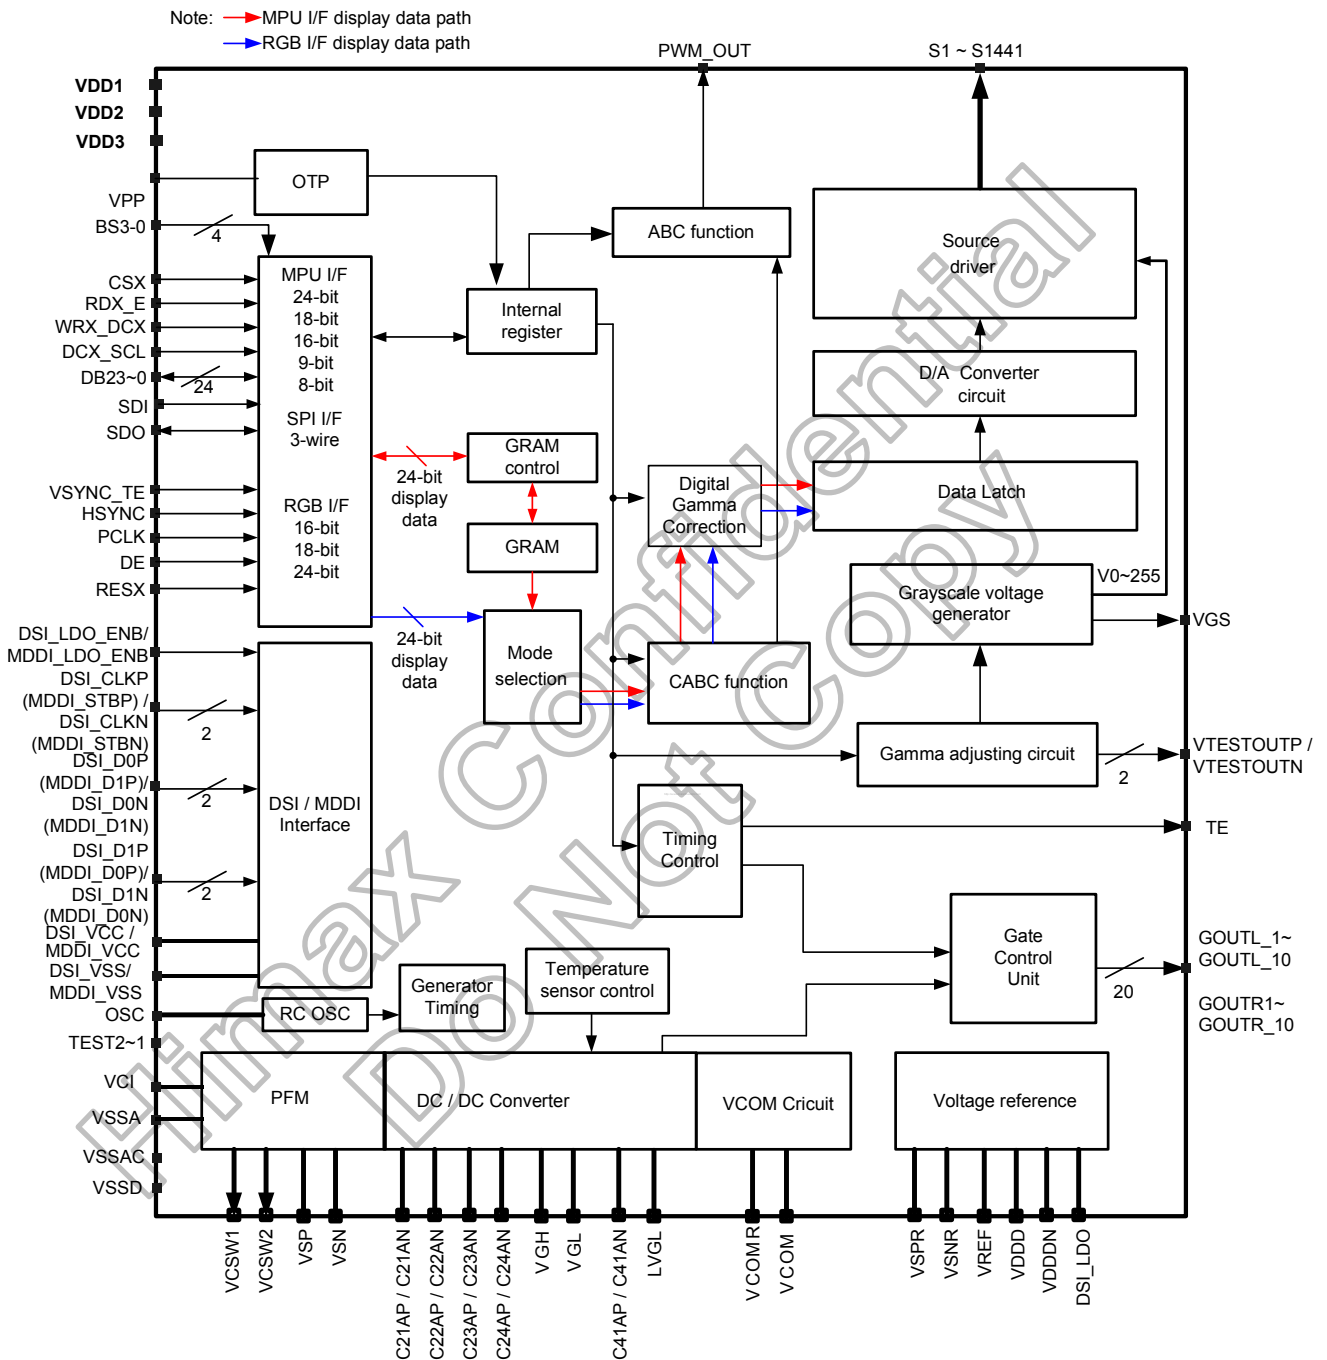 Note: MPU I/F display data path
RGB I/F display data path
PWM_OUT
S1 ~ S1441
VDD1
VDD2
VDD3
VPP
BS3-0
4
CSX
RDX_E
WRX_DCX
DCX_SCL
DB23~0
24
SDI
SDO
VSYNC_TE
HSYNC
PCLK
DE
RESX
DSI_LDO_ENB/
MDDI_LDO_ENB
DSI_CLKP
(MDDI_STBP) /
DSI_CLKN
(MDDI_STBN)
2
DSI_D0P
(MDDI_D1P)/
DSI_D0N
(MDDI_D1N)
2
DSI_D1P
(MDDI_D0P)/
DSI_D1N
(MDDI_D0N)
2
DSI_VCC /
MDDI_VCC
DSI_VSS/
MDDI_VSS
OSC
TEST2~1
VCI
VSSA
VSSAC
VSSD
OTP
MPU I/F
24-bit
18-bit
16-bit
9-bit
8-bit
SPI I/F
3-wire
RGB I/F
16-bit
18-bit
24-bit
DSI / MDDI
Interface
Internal
register
ABC function
GRAM
control
24-bit
display
data
GRAM
24-bit
display
data
Mode
selection
Digital
Gamma
Correction
CABC function
Source
driver
D/A Converter
circuit
Data Latch
Grayscale voltage
generator
V0~255
VGS
Gamma adjusting circuit
2
VTESTOUTP /
VTESTOUTN
Timing
Control
TE
Gate
Control
Unit
20
GOUTL_1~
GOUTL_10
GOUTR1~
GOUTR_10
RC OSC
Generator
Timing
Temperature
sensor control
PFM
DC / DC Converter
VCOM Cricuit
Voltage reference
VCSW1
VCSW2
VSP
VSN
C21AP / C21AN
C22AP / C22AN
C23AP / C23AN
C24AP / C24AN
VGH
VGL
C41AP / C41AN
LVGL
VCOMR
VCOM
VSPR
VSNR
VREF
VDDD
VDDDN
DSI_LDO
Himax Confidential
Do Not Copy